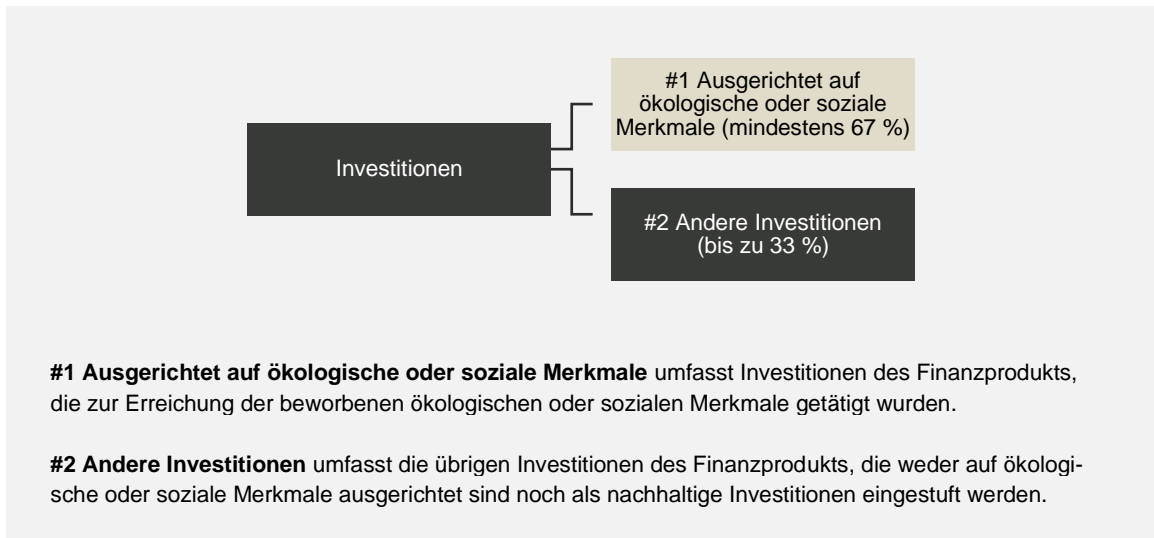 #1 Ausgerichtet auf
ökologische oder soziale
Merkmale (mindestens 67 %)
Investitionen
#2 Andere Investitionen
(bis zu 33 %)
#1 Ausgerichtet auf ökologische oder soziale Merkmale umfasst Investitionen des Finanzprodukts,
die zur Erreichung der beworbenen ökologischen oder sozialen Merkmale getätigt wurden.
#2 Andere Investitionen umfasst die übrigen Investitionen des Finanzprodukts, die weder auf ökologi-
sche oder soziale Merkmale ausgerichtet sind noch als nachhaltige Investitionen eingestuft werden.